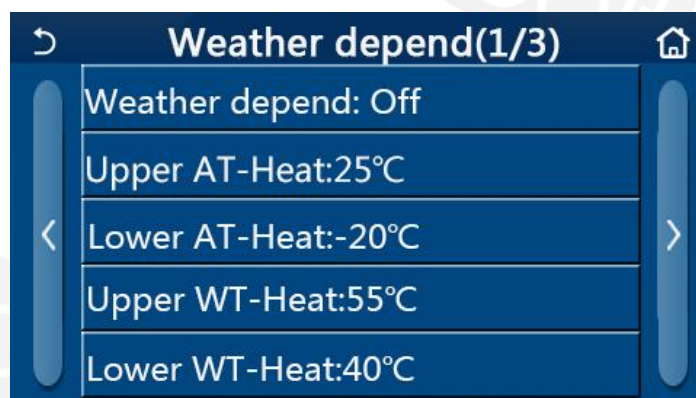 Weather depend(1/3)
Weather depend: Off
Upper AT-Heat:25℃
Lower AT-Heat:-20℃
Upper WT-Heat:55℃
Lower WT-Heat:40℃